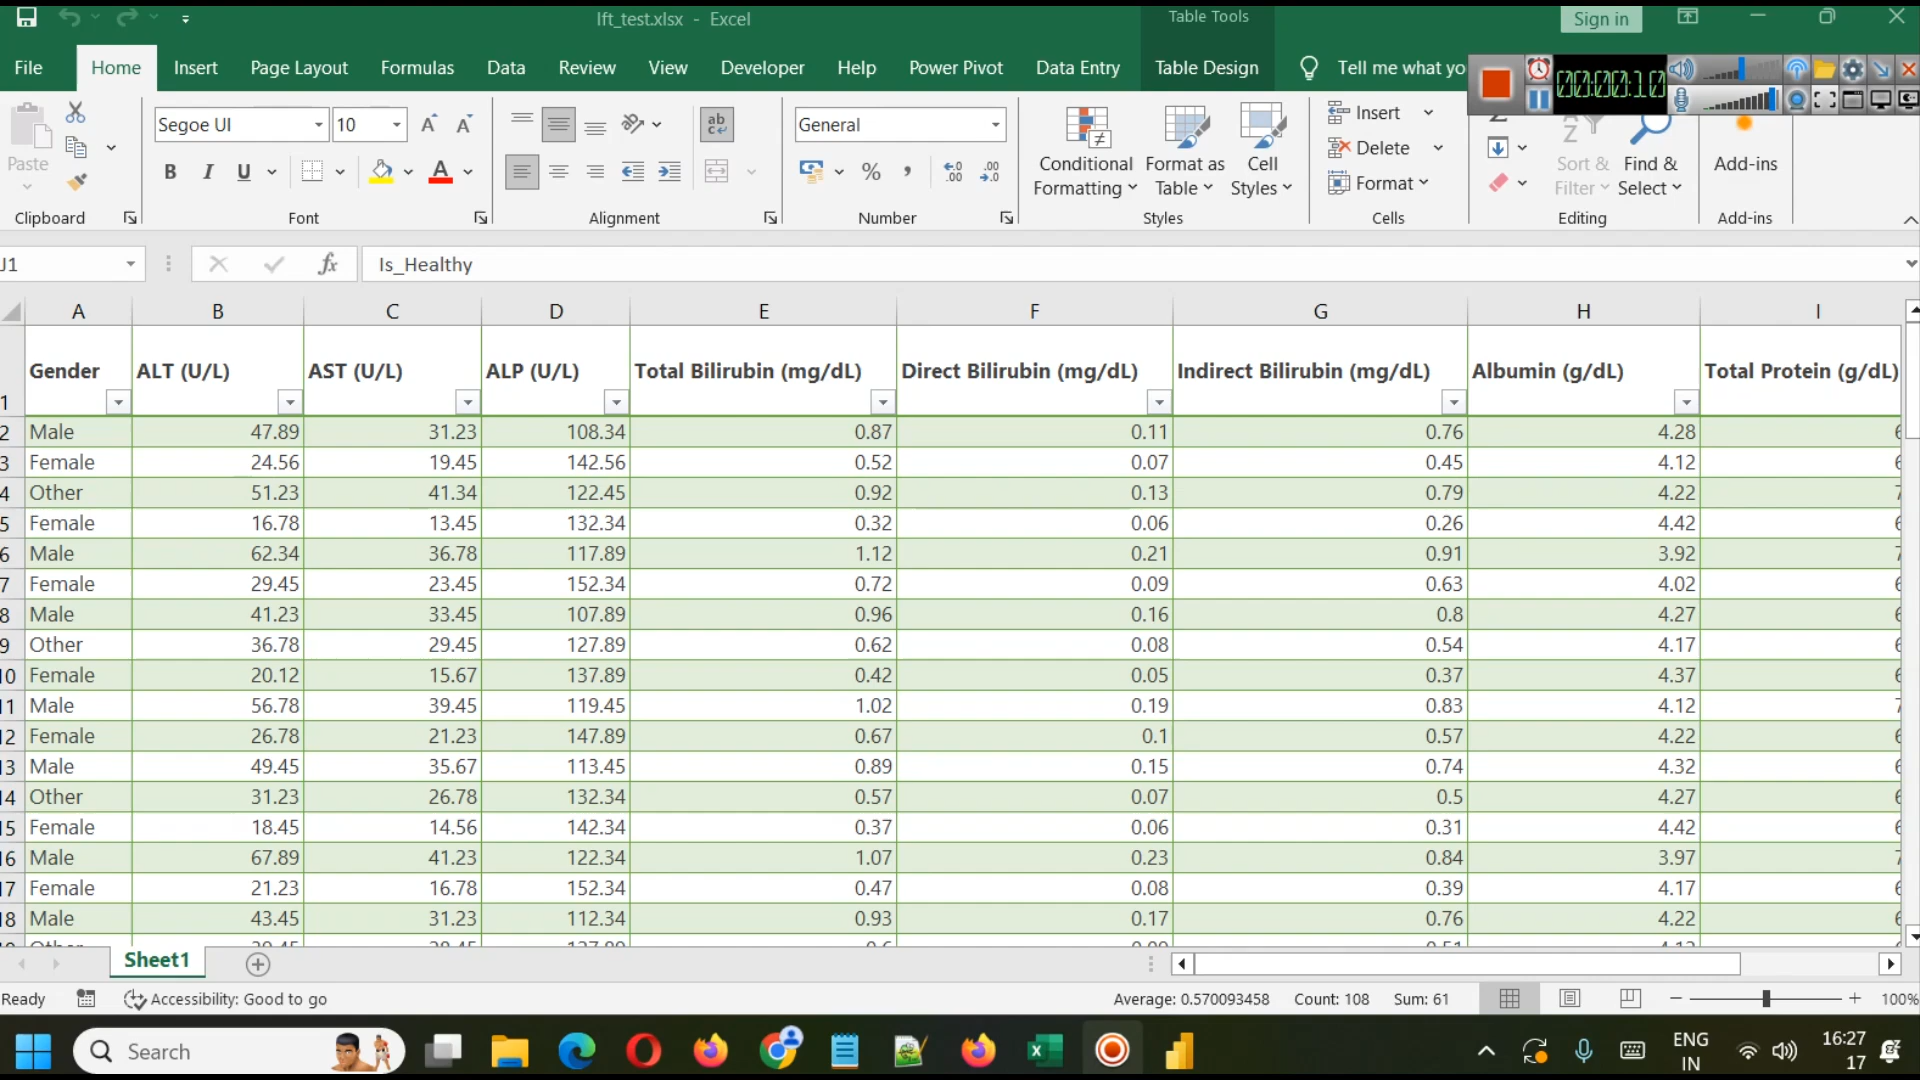 lft_test.xlsx - Excel
Table Tools
Sign in
File Home Insert Page Layout Formulas Data Review View Developer Help Power Pivot Data Entry Table Design Tell me what yo
00:00:10
Paste
Segoe UI 10
B I U A
ab
General
% ,
Conditional Formatting
Format as Table
Cell Styles
Insert
Delete
Format
Sort & Filter
Find & Select
Add-ins
Clipboard Font Alignment Number Styles Cells Editing Add-ins
J1 fx Is_Healthy
A B C D E F G H I
1 Gender ALT (U/L) AST (U/L) ALP (U/L) Total Bilirubin (mg/dL) Direct Bilirubin (mg/dL) Indirect Bilirubin (mg/dL) Albumin (g/dL) Total Protein (g/dL)
2 Male 47.89 31.23 108.34 0.87 0.11 0.76 4.28 6
3 Female 24.56 19.45 142.56 0.52 0.07 0.45 4.12 6
4 Other 51.23 41.34 122.45 0.92 0.13 0.79 4.22 7
5 Female 16.78 13.45 132.34 0.32 0.06 0.26 4.42 6
6 Male 62.34 36.78 117.89 1.12 0.21 0.91 3.92 7
7 Female 29.45 23.45 152.34 0.72 0.09 0.63 4.02 6
8 Male 41.23 33.45 107.89 0.96 0.16 0.8 4.27 6
9 Other 36.78 29.45 127.89 0.62 0.08 0.54 4.17 6
10 Female 20.12 15.67 137.89 0.42 0.05 0.37 4.37 6
11 Male 56.78 39.45 119.45 1.02 0.19 0.83 4.12 7
12 Female 26.78 21.23 147.89 0.67 0.1 0.57 4.22 6
13 Male 49.45 35.67 113.45 0.89 0.15 0.74 4.32 6
14 Other 31.23 26.78 132.34 0.57 0.07 0.5 4.27 6
15 Female 18.45 14.56 142.34 0.37 0.06 0.31 4.42 6
16 Male 67.89 41.23 122.34 1.07 0.23 0.84 3.97 7
17 Female 21.23 16.78 152.34 0.47 0.08 0.39 4.17 6
18 Male 43.45 31.23 112.34 0.93 0.17 0.76 4.22 6
Sheet1
Ready Accessibility: Good to go Average: 0.570093458 Count: 108 Sum: 61 100%
Search
ENG
IN
16:27
17